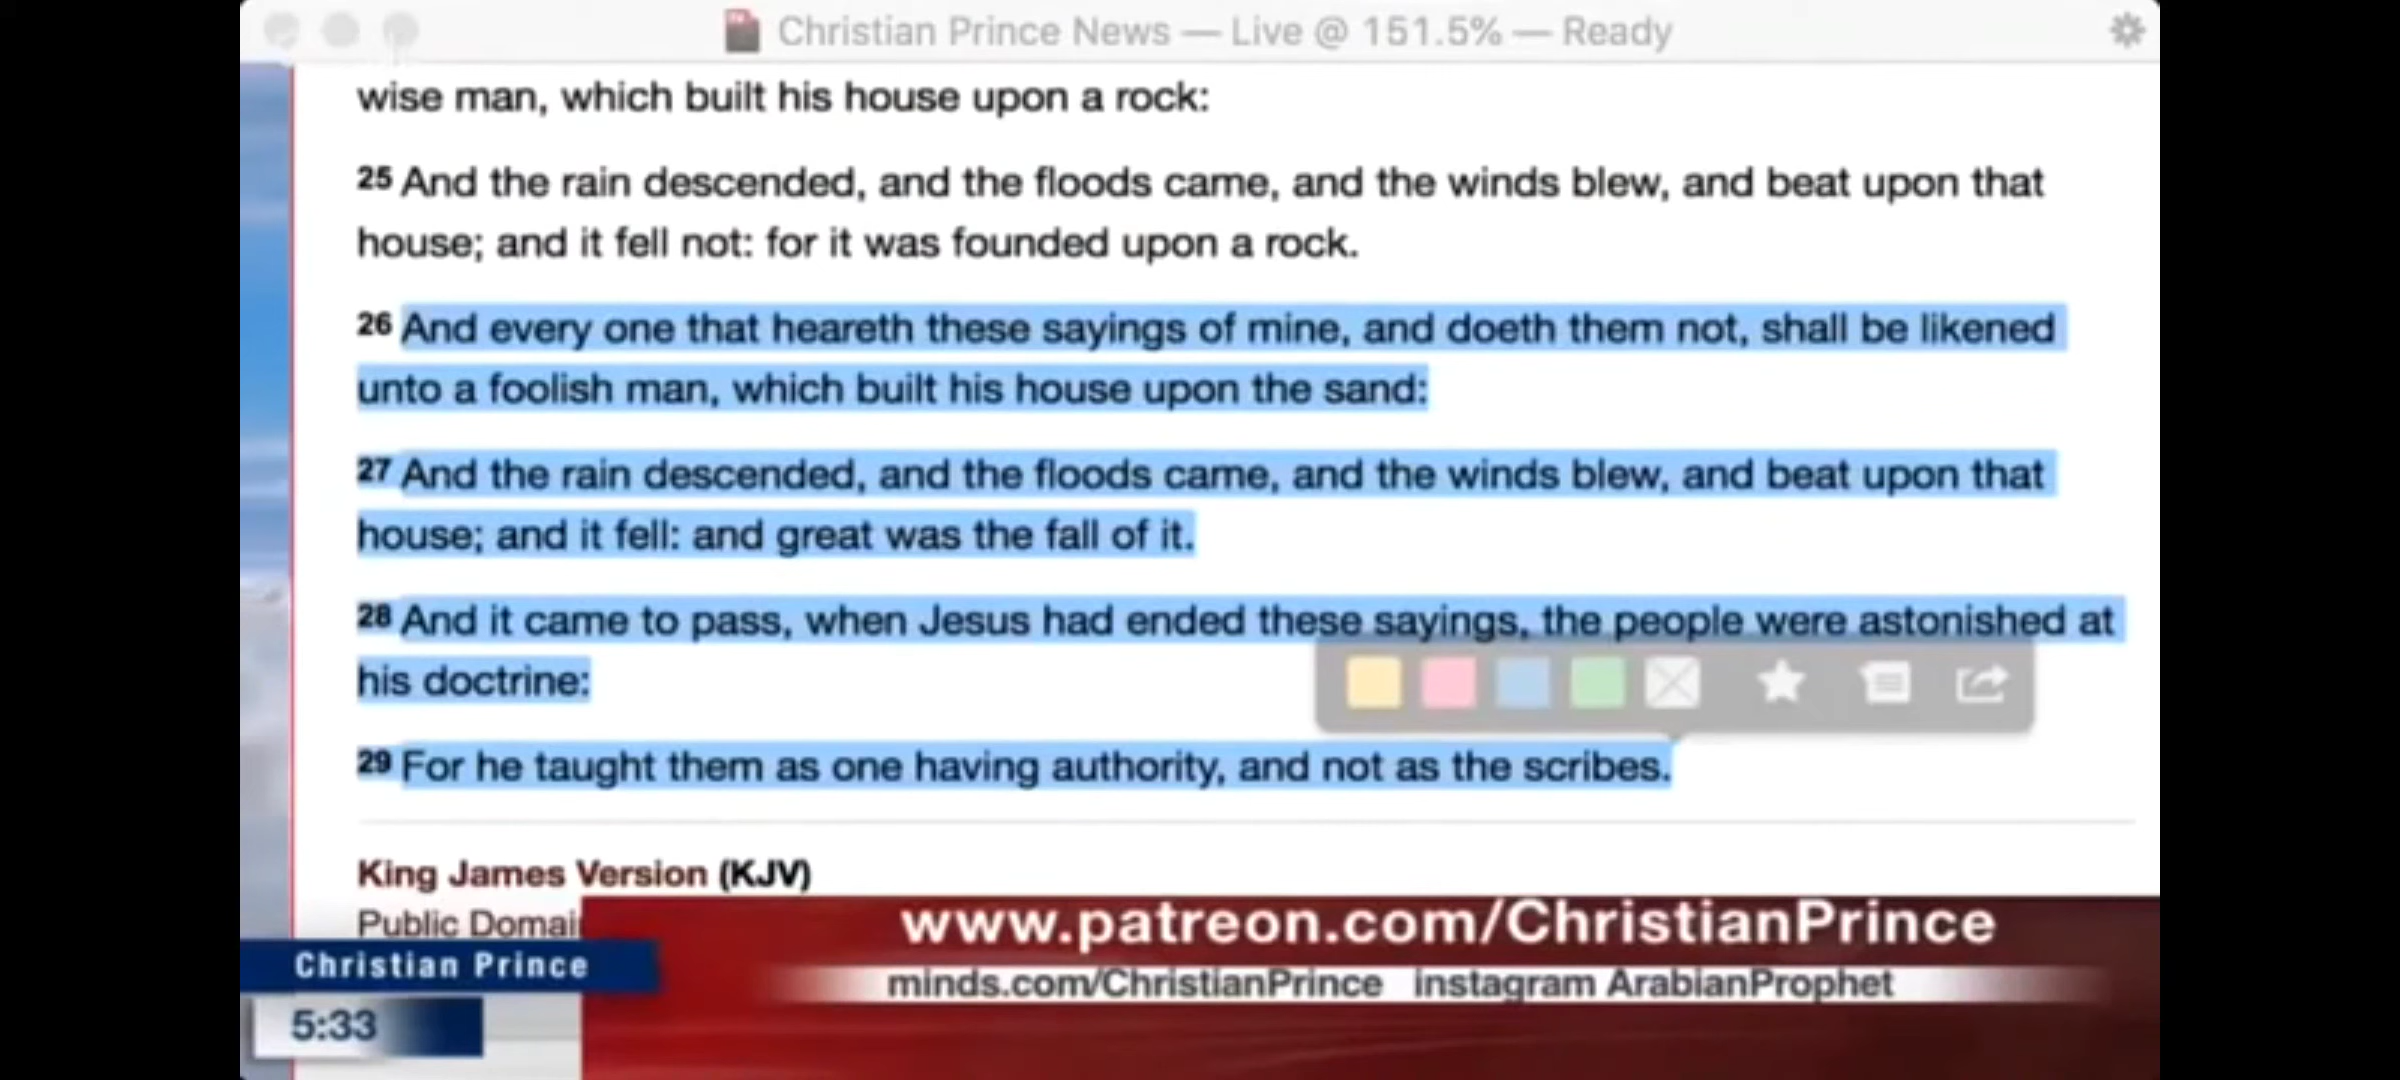 Christian Prince News — Live @ 151.5% — Ready
wise man, which built his house upon a rock:
25 And the rain descended, and the floods came, and the winds blew, and beat upon that
house; and it fell not: for it was founded upon a rock.
26 And every one that heareth these sayings of mine, and doeth them not, shall be likened
unto a foolish man, which built his house upon the sand:
27 And the rain descended, and the floods came, and the winds blew, and beat upon that
house; and it fell: and great was the fall of it.
28 And it came to pass, when Jesus had ended these sayings, the people were astonished at
his doctrine:
29 For he taught them as one having authority, and not as the scribes.
King James Version (KJV)
Public Domai
www.patreon.com/ChristianPrince
Christian Prince
minds.com/ChristianPrince instagram ArabianProphet
5:33